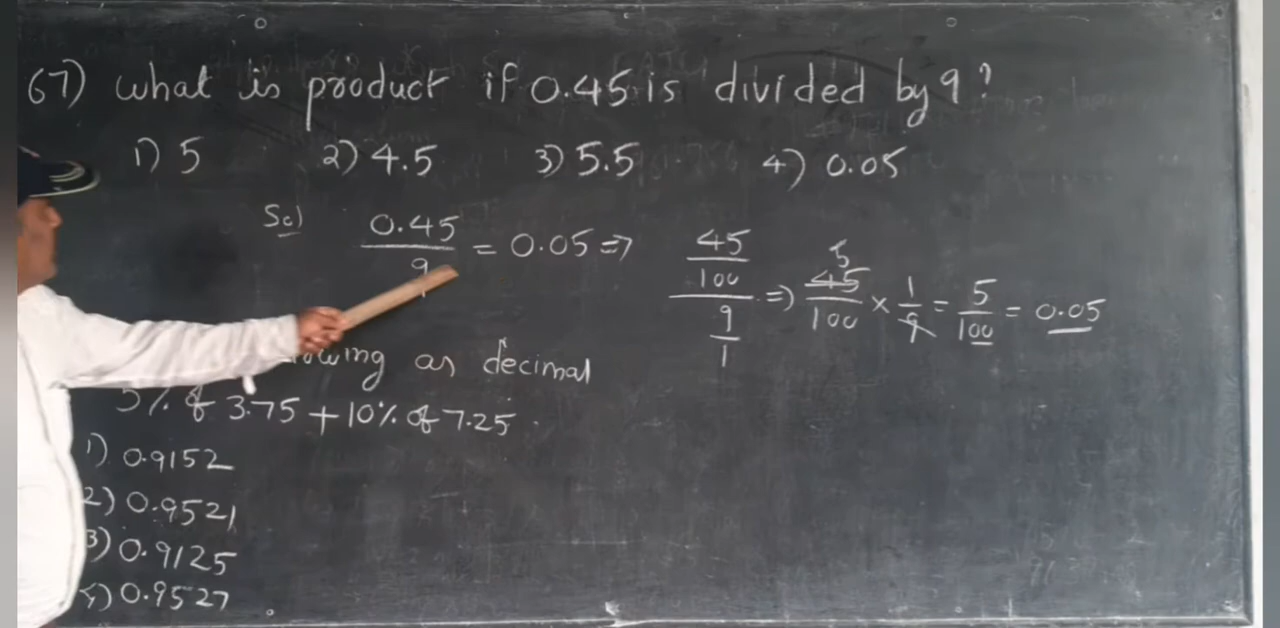 67) what is product if 0.45 is divided by 9?
1) 5 2) 4.5 3) 5.5 4) 0.05
Sol 0.45/9 = 0.05 ⇒ 45/100 / 9/1 ⇒ 45/100 5 × 1/9 = 5/100 = 0.05
as decimal
5% of 3.75 + 10% of 7.25
1) 0.9152
2) 0.9521
3) 0.9125
4) 0.9527